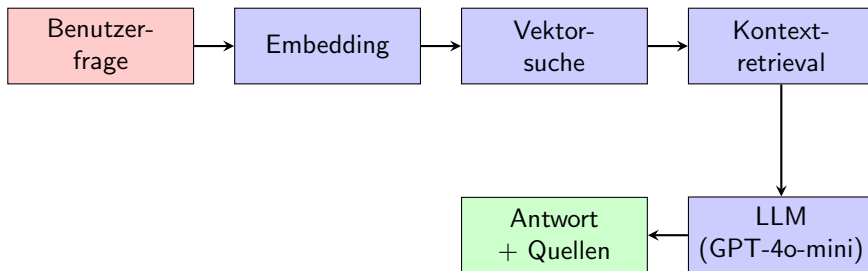 Benutzer-
frage
Embedding
Vektor-
suche
Kontext-
retrieval
LLM
(GPT-4o-mini)
Antwort
+ Quellen